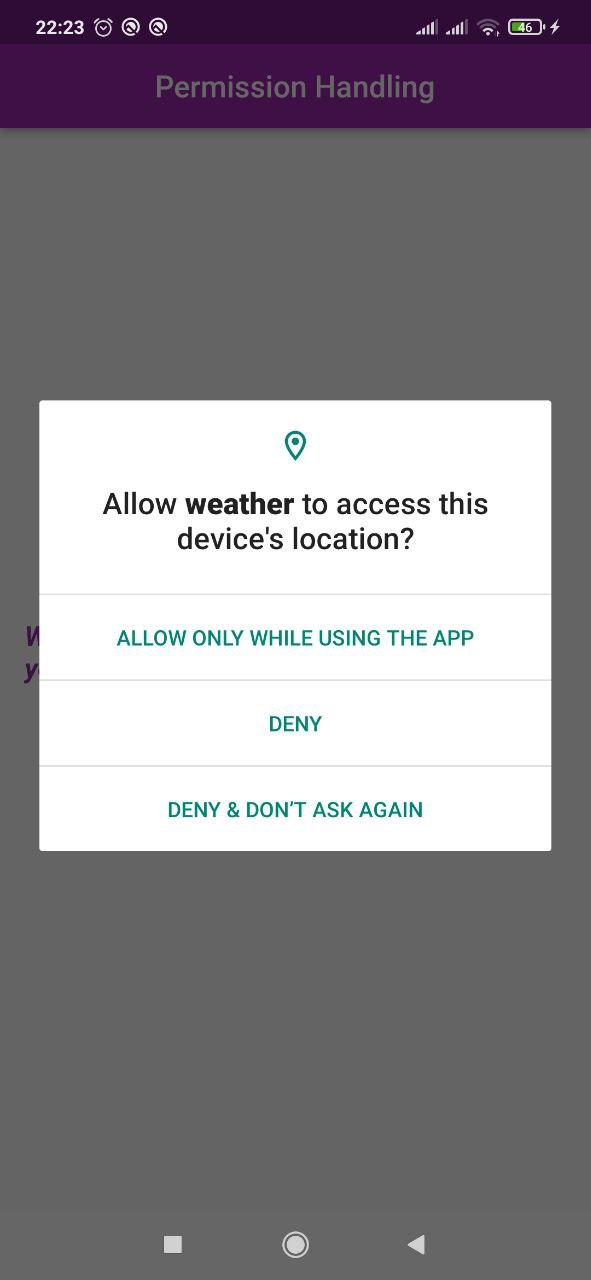 22:23
46
Permission Handling
Allow weather to access this
device's location?
W
y
ALLOW ONLY WHILE USING THE APP
DENY
DENY & DON’T ASK AGAIN